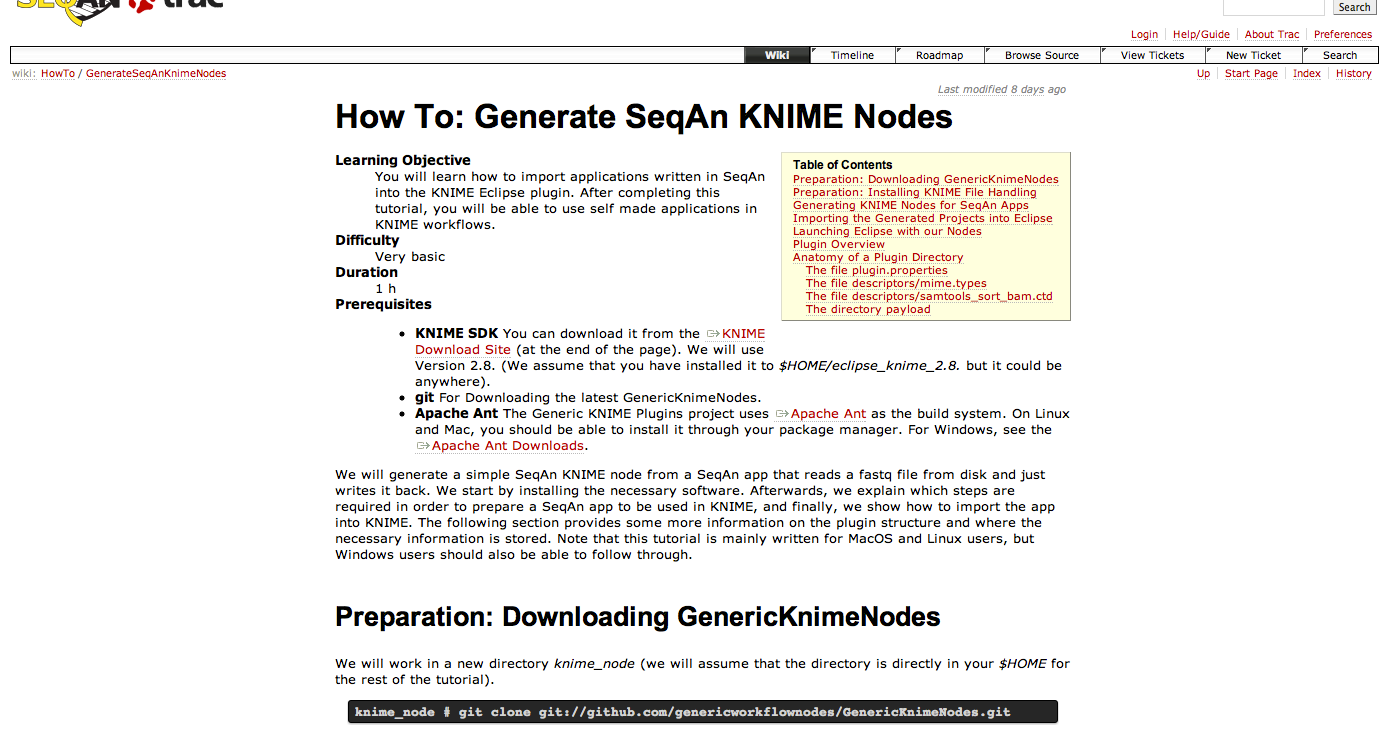 SEQAN trac
Search
Login Help/Guide About Trac Preferences
Wiki Timeline Roadmap Browse Source View Tickets New Ticket Search
wiki: HowTo / GenerateSeqAnKnimeNodes
Up Start Page Index History
Last modified 8 days ago
How To: Generate SeqAn KNIME Nodes
Learning Objective
You will learn how to import applications written in SeqAn
into the KNIME Eclipse plugin. After completing this
tutorial, you will be able to use self made applications in
KNIME workflows.
Difficulty
Very basic
Duration
1 h
Prerequisites
Table of Contents
Preparation: Downloading GenericKnimeNodes
Preparation: Installing KNIME File Handling
Generating KNIME Nodes for SeqAn Apps
Importing the Generated Projects into Eclipse
Launching Eclipse with our Nodes
Plugin Overview
Anatomy of a Plugin Directory
The file plugin.properties
The file descriptors/mime.types
The file descriptors/samtools_sort_bam.ctd
The directory payload
• KNIME SDK You can download it from the KNIME
Download Site (at the end of the page). We will use
Version 2.8. (We assume that you have installed it to $HOME/eclipse_knime_2.8. but it could be
anywhere).
• git For Downloading the latest GenericKnimeNodes.
• Apache Ant The Generic KNIME Plugins project uses Apache Ant as the build system. On Linux
and Mac, you should be able to install it through your package manager. For Windows, see the
Apache Ant Downloads.
We will generate a simple SeqAn KNIME node from a SeqAn app that reads a fastq file from disk and just
writes it back. We start by installing the necessary software. Afterwards, we explain which steps are
required in order to prepare a SeqAn app to be used in KNIME, and finally, we show how to import the app
into KNIME. The following section provides some more information on the plugin structure and where the
necessary information is stored. Note that this tutorial is mainly written for MacOS and Linux users, but
Windows users should also be able to follow through.
Preparation: Downloading GenericKnimeNodes
We will work in a new directory knime_node (we will assume that the directory is directly in your $HOME for
the rest of the tutorial).
knime_node # git clone git://github.com/genericworkflownodes/GenericKnimeNodes.git